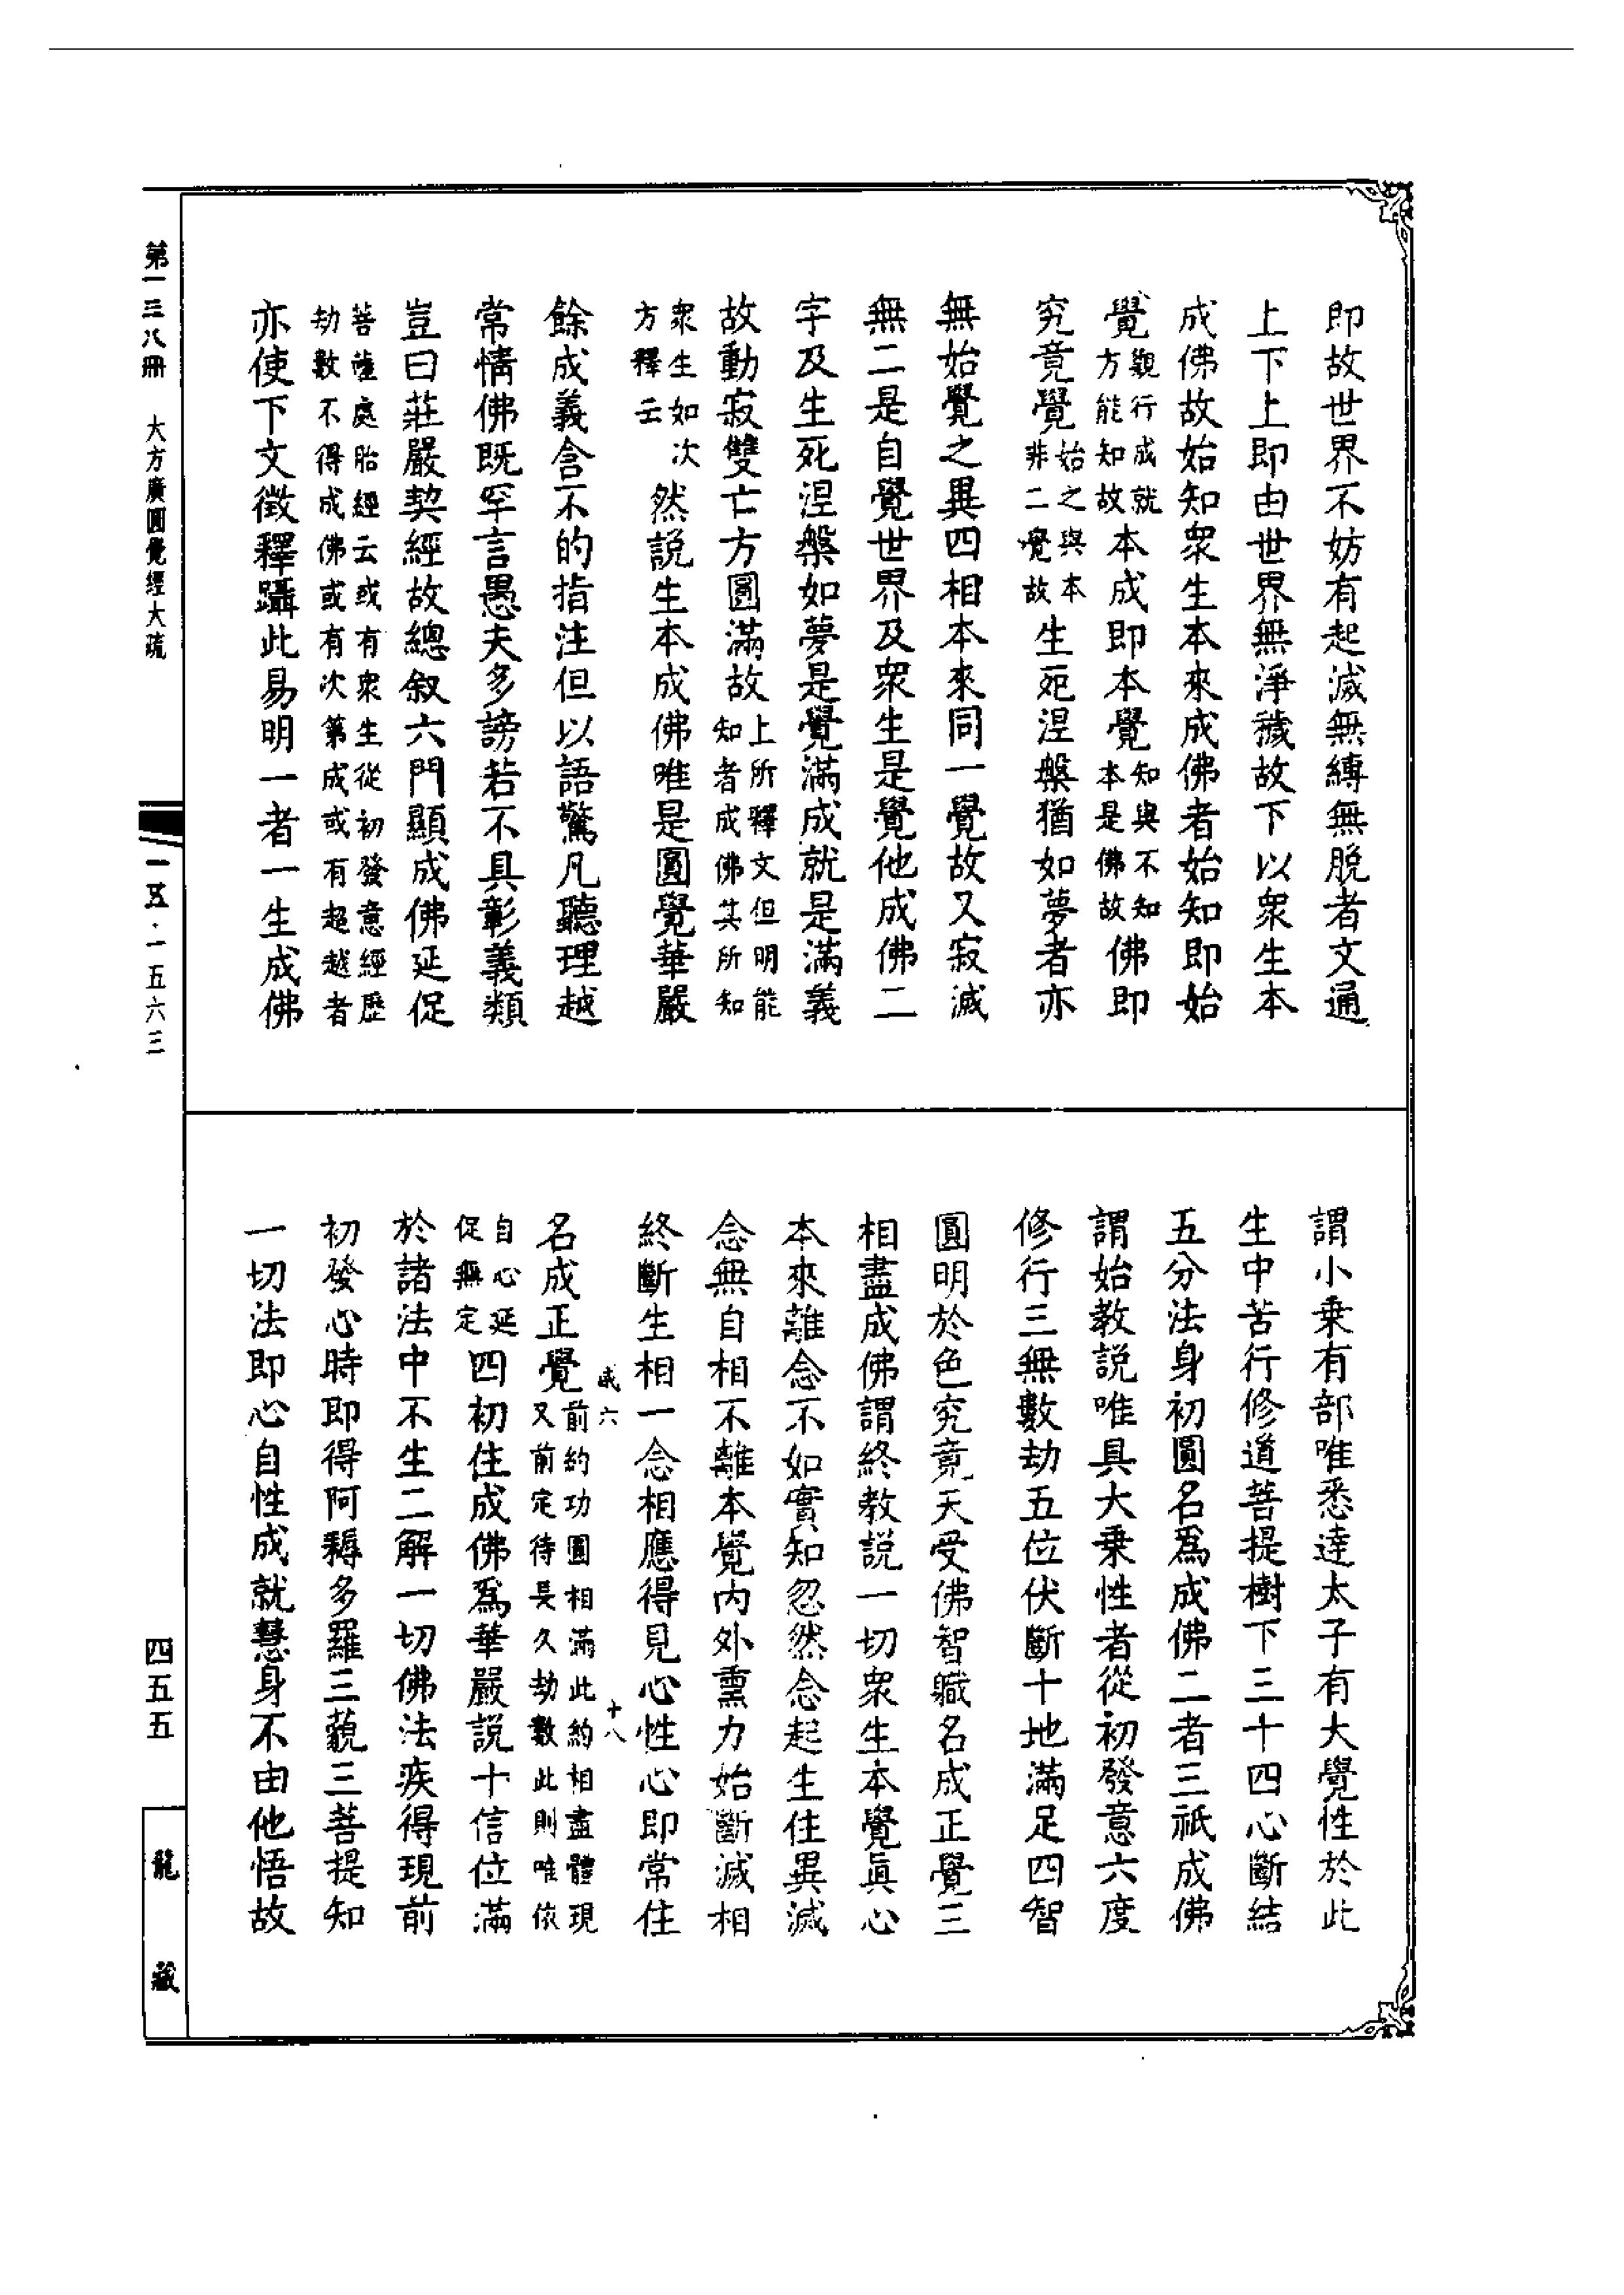 即故世界不妨有起滅無縛無脫者文通
上下上即由世界無淨穢故下以衆生本
成佛故始知衆生本來成佛者始知即始
覺觀行成就方能知故本成即本覺知與不知本是佛故佛即
究竟覺始之與本非二覺故生死涅槃猶如夢者亦
無始覺之異四相本來同一覺故又寂滅
無二是自覺世界及衆生是覺他成佛二
字及生死涅槃如夢是覺滿成就是滿義
故動寂雙亡方圓滿故上所釋文但明能知者成佛其所知
衆生如次方釋云然説生本成佛唯是圓覺華嚴
餘成義含不的指注但以語驚凡聽理越
常情佛既罕言愚夫多謗若不具彰義類
豈曰莊嚴契經故總叙六門顯成佛延促
菩薩處胎經云或有衆生從初發意經歷劫數不得成佛或有次第成或有超越者
亦使下文徵釋躡此易明一者一生成佛
謂小乗有部唯悉達太子有大覺性於此
生中苦行修道菩提樹下三十四心斷結
五分法身初圓名爲成佛二者三祇成佛
謂始教説唯具大乗性者從初發意六度
修行三無數劫五位伏斷十地滿足四智
圓明於色究竟天受佛智職名成正覺三
相盡成佛謂終教説一切衆生本覺眞心
本來離念不如實知忽然念起生住異滅
念無自相不離本覺内外熏力始斷滅相
終斷生相一念相應得見心性心即常住
咸六
十八
名成正覺前約功圓相滿此約相盡體現又前定待長久劫數此則唯依
自心延促無定四初住成佛爲華嚴説十信位滿
於諸法中不生二解一切佛法疾得現前
初發心時即得阿耨多羅三藐三菩提知
一切法即心自性成就慧身不由他悟故
第一三八册
大方廣圓覺經大疏
一五·一五六三
四五五
龍藏